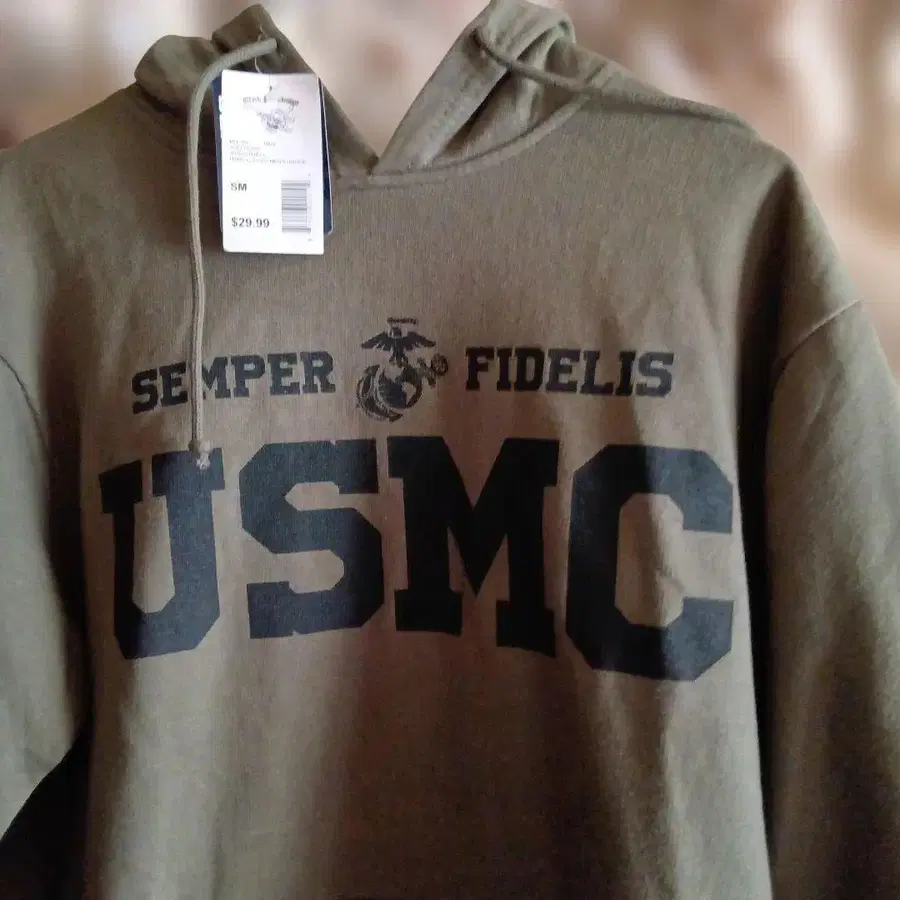 SM
$29.99
SEMPER FIDELIS
USMC